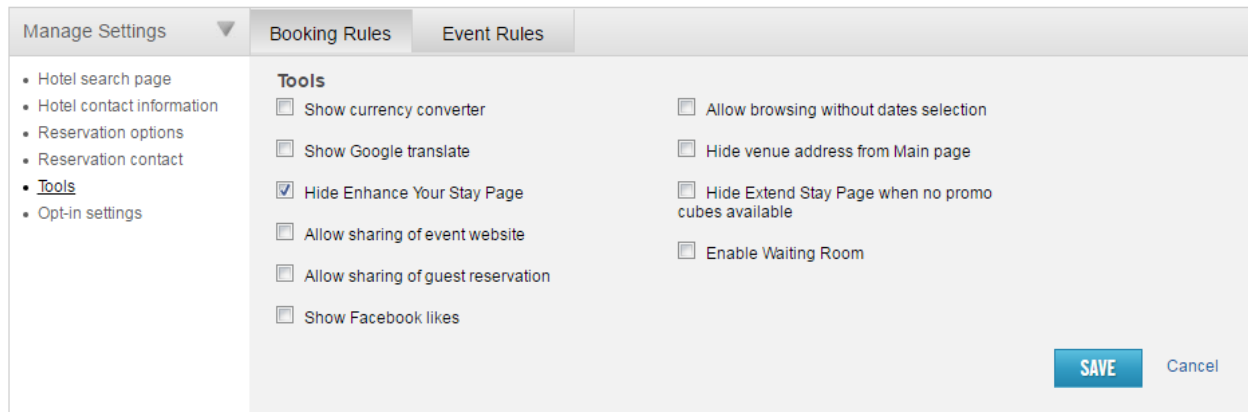 Manage Settings
Booking Rules
Event Rules
Hotel search page
Hotel contact information
Reservation options
Reservation contact
Tools
Opt-in settings
Tools
Show currency converter
Show Google translate
Hide Enhance Your Stay Page
Allow sharing of event website
Allow sharing of guest reservation
Show Facebook likes
Allow browsing without dates selection
Hide venue address from Main page
Hide Extend Stay Page when no promo
cubes available
Enable Waiting Room
SAVE
Cancel